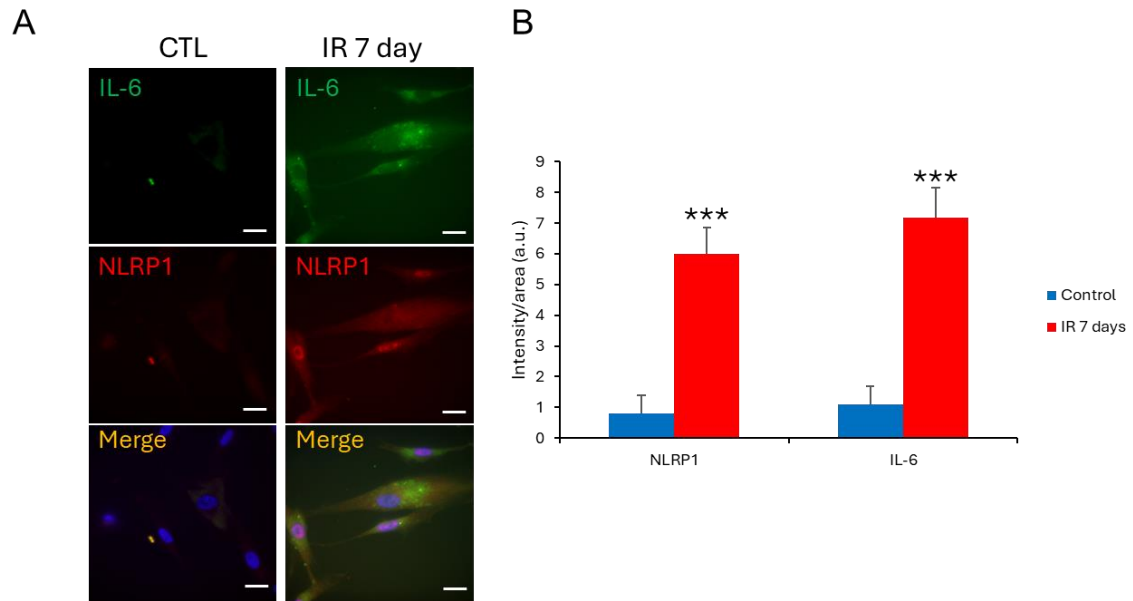 A
CTL
IR 7 day
IL-6
IL-6
NLRP1
NLRP1
Merge
Merge
B
Intensity/area (a.u.)
9
8
7
6
5
4
3
2
1
0
***
***
NLRP1
IL-6
Control
IR 7 days